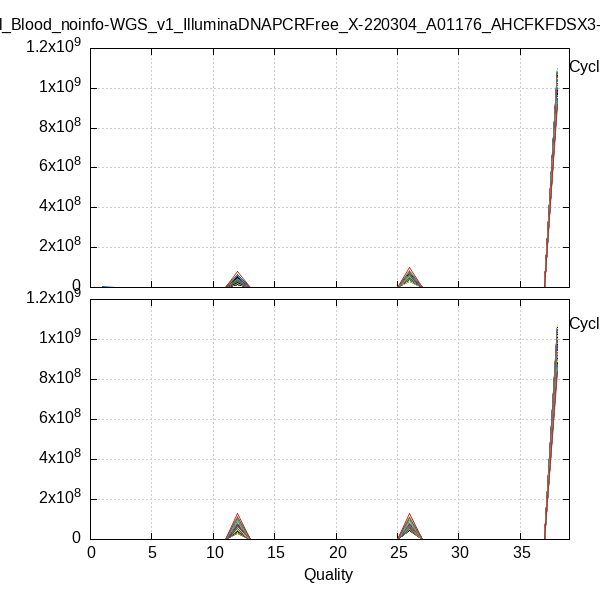 l_Blood_noinfo-WGS_v1_IlluminaDNAPCRFree_X-220304_A01176_AHCFKFDSX3-
1.2x10⁹
Cycl
1x10⁹
8x10⁸
6x10⁸
4x10⁸
2x10⁸
0
1.2x10⁹
Cycl
1x10⁹
8x10⁸
6x10⁸
4x10⁸
2x10⁸
0
0 5 10 15 20 25 30 35
Quality